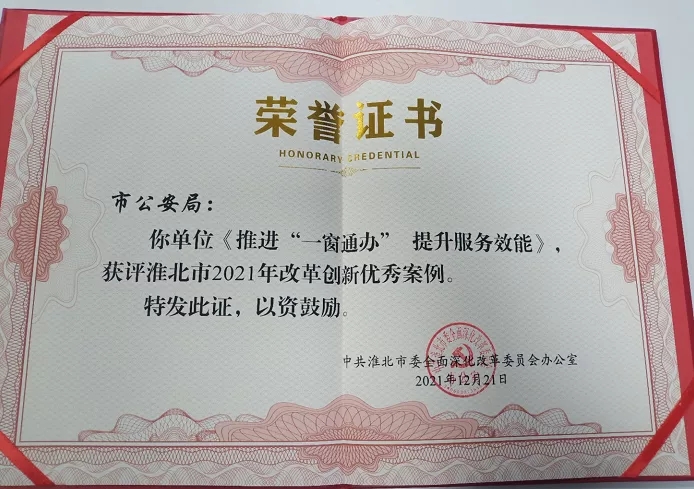 荣誉证书
HONORARY CREDENTIAL
市公安局：
你单位《推进“一窗通办” 提升服务效能》，
获评淮北市2021年改革创新优秀案例。
特发此证，以资鼓励。
中共淮北市委全面深化改革委员会办公室
2021年12月21日